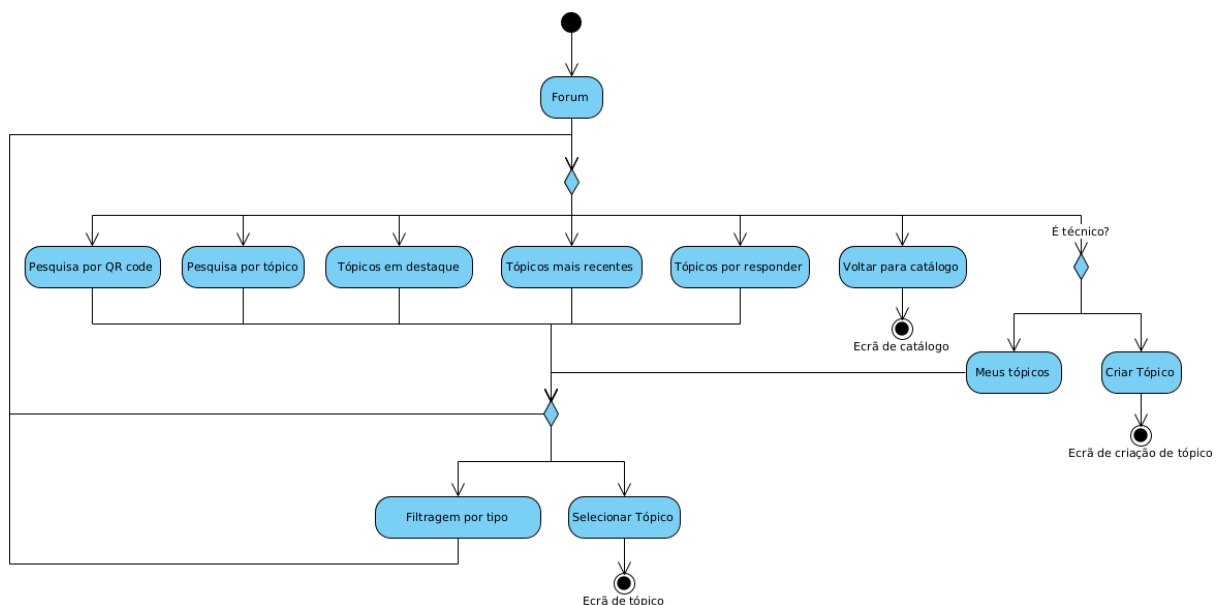 Forum
É técnico?
Pesquisa por QR code
Pesquisa por tópico
Tópicos em destaque
Tópicos mais recentes
Tópicos por responder
Voltar para catálogo
Ecrã de catálogo
Meus tópicos
Criar Tópico
Ecrã de criação de tópico
Filtragem por tipo
Selecionar Tópico
Ecrã de tópico